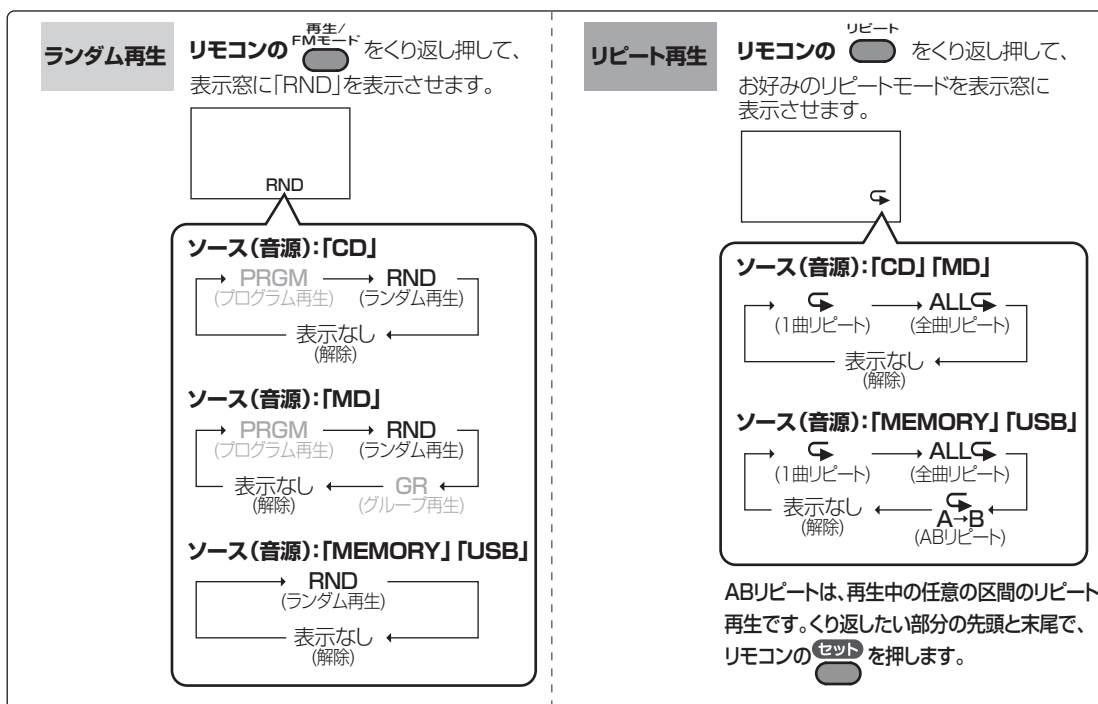 ランダム再生
再生/
FMモード
リモコンの をくり返し押して、
表示窓に「RND」を表示させます。
RND
ソース（音源）：「CD」
PRGM → RND
(プログラム再生) (ランダム再生)
表示なし
(解除)
ソース（音源）：「MD」
PRGM → RND
(プログラム再生) (ランダム再生)
表示なし ← GR
(解除) (グループ再生)
ソース（音源）：「MEMORY」「USB」
RND
(ランダム再生)
表示なし
(解除)
リピート再生
リピート
リモコンの をくり返し押して、
お好みのリピートモードを表示窓に
表示させます。
ソース（音源）：「CD」「MD」
→ ALL
(1曲リピート) (全曲リピート)
表示なし
(解除)
ソース（音源）：「MEMORY」「USB」
→ ALL
(1曲リピート) (全曲リピート)
表示なし ← A→B
(解除) (ABリピート)
ABリピートは、再生中の任意の区間のリピート
再生です。くり返したい部分の先頭と末尾で、
リモコンの セット を押します。